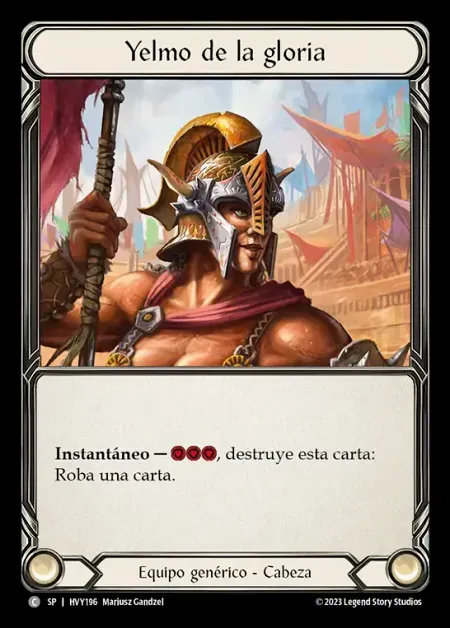 Yelmo de la gloria
Instantáneo — , destruye esta carta:
Roba una carta.
Equipo genérico - Cabeza
C SP | HVY196 Mariusz Gandzel
© 2023 Legend Story Studios